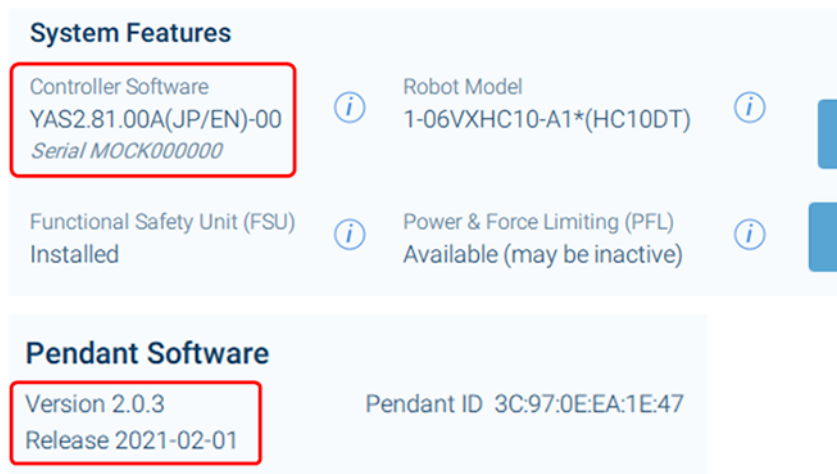 System Features
Controller Software
YAS2.81.00A(JP/EN)-00
Serial MOCK000000
Robot Model
1-06VXHC10-A1*(HC10DT)
Functional Safety Unit (FSU)
Installed
Power & Force Limiting (PFL)
Available (may be inactive)
Pendant Software
Version 2.0.3
Release 2021-02-01
Pendant ID 3C:97:0E:EA:1E:47